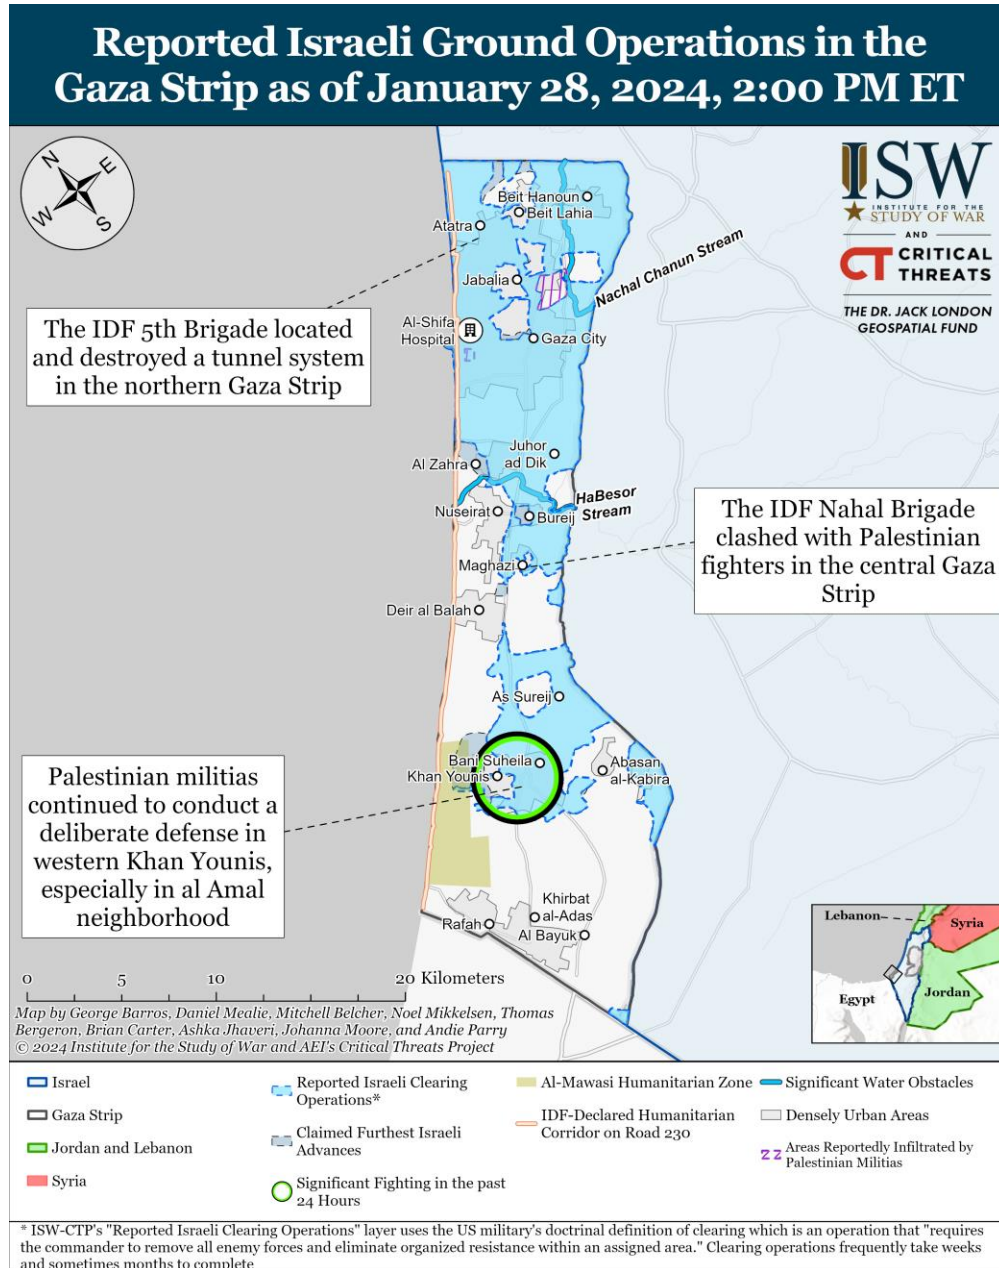 Reported Israeli Ground Operations in the
Gaza Strip as of January 28, 2024, 2:00 PM ET
N
E
W
S
ISW
INSTITUTE FOR THE
STUDY OF WAR
AND
CT CRITICAL
THREATS
THE DR. JACK LONDON
GEOSPATIAL FUND
Beit Hanoun
Beit Lahia
Atatra
Nachal Chanun Stream
Jabalia
The IDF 5th Brigade located
and destroyed a tunnel system
in the northern Gaza Strip
Al-Shifa
Hospital
Gaza City
Juhor
ad Dik
Al Zahra
HaBesor
Stream
Nuseirat
Bureij
The IDF Nahal Brigade
clashed with Palestinian
fighters in the central Gaza
Strip
Maghazi
Deir al Balah
As Sureij
Bani Suheila
Khan Younis
Abasan
al-Kabira
Palestinian militias
continued to conduct a
deliberate defense in
western Khan Younis,
especially in al Amal
neighborhood
Khirbat
al-Adas
Rafah
Al Bayuk
Lebanon
Syria
Egypt
Jordan
0 5 10 20 Kilometers
Map by George Barros, Daniel Mealie, Mitchell Belcher, Noel Mikkelsen, Thomas
Bergeron, Brian Carter, Ashka Jhaveri, Johanna Moore, and Andie Parry
© 2024 Institute for the Study of War and AEI's Critical Threats Project
Israel
Gaza Strip
Jordan and Lebanon
Syria
Reported Israeli Clearing
Operations*
Claimed Furthest Israeli
Advances
Significant Fighting in the past
24 Hours
Al-Mawasi Humanitarian Zone
IDF-Declared Humanitarian
Corridor on Road 230
Significant Water Obstacles
Densely Urban Areas
Areas Reportedly Infiltrated by
Palestinian Militias
* ISW-CTP's "Reported Israeli Clearing Operations" layer uses the US military's doctrinal definition of clearing which is an operation that "requires
the commander to remove all enemy forces and eliminate organized resistance within an assigned area." Clearing operations frequently take weeks
and sometimes months to complete